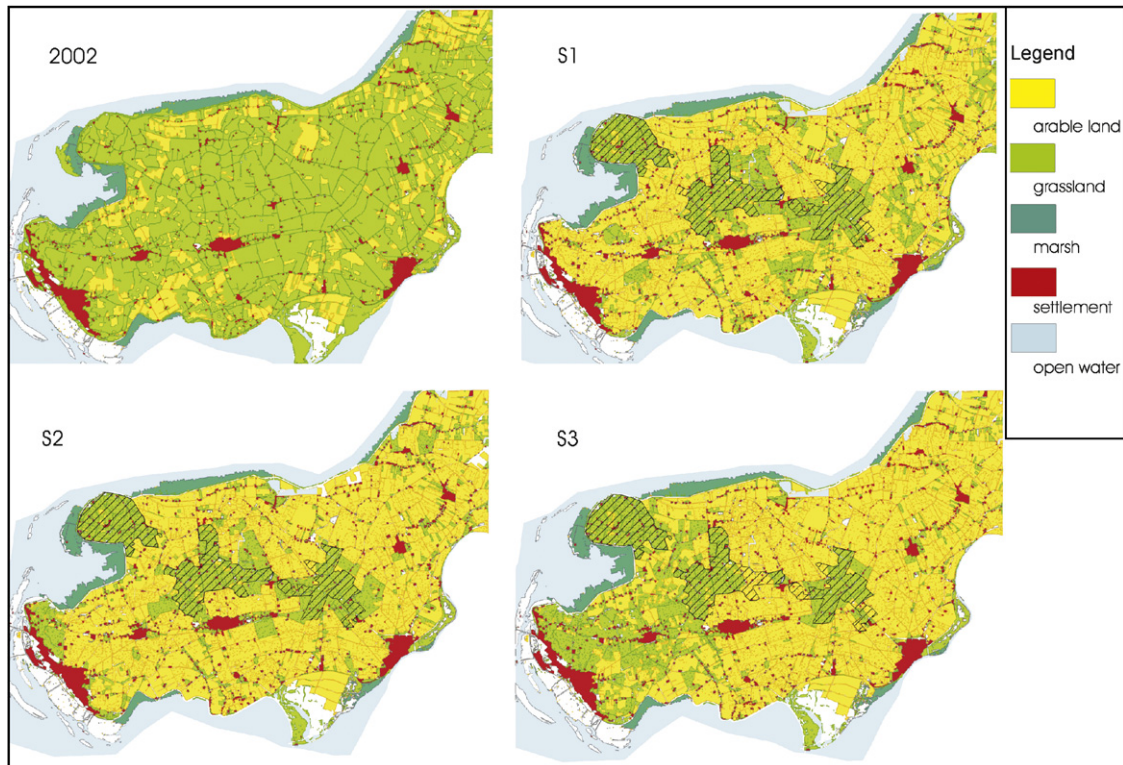 2002
S1
Legend
arable land
grassland
marsh
settlement
open water
S2
S3